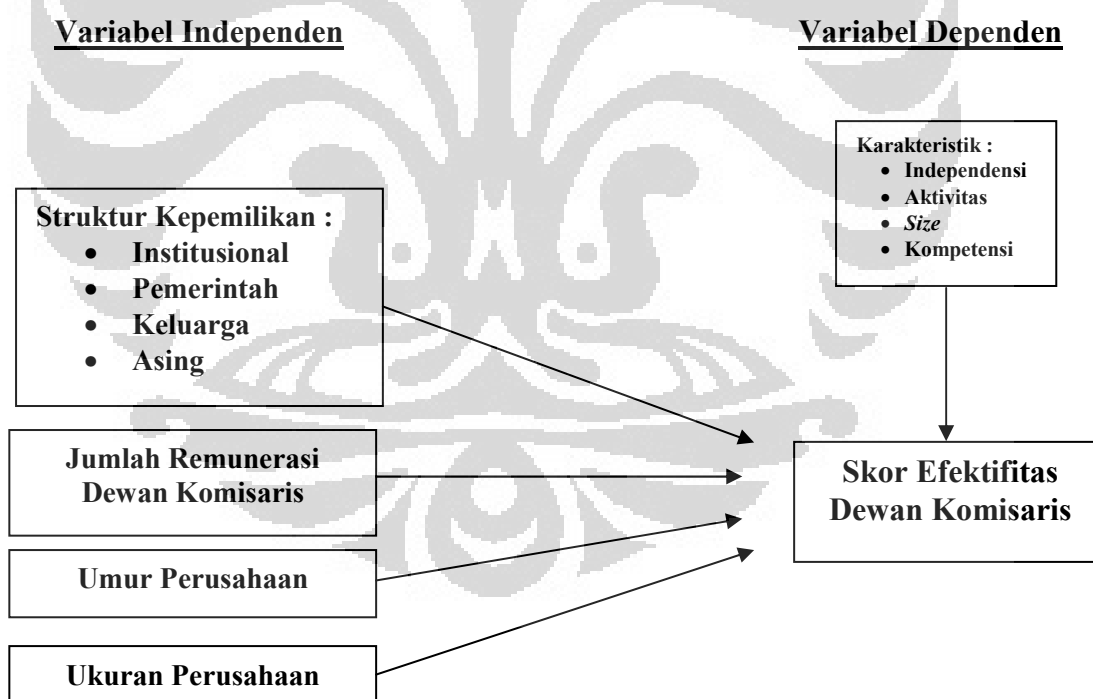 Variabel Independen
Variabel Dependen
Karakteristik :
• Independensi
• Aktivitas
• Size
• Kompetensi
Struktur Kepemilikan :
• Institusional
• Pemerintah
• Keluarga
• Asing
Jumlah Remunerasi
Dewan Komisaris
Skor Efektifitas
Dewan Komisaris
Umur Perusahaan
Ukuran Perusahaan